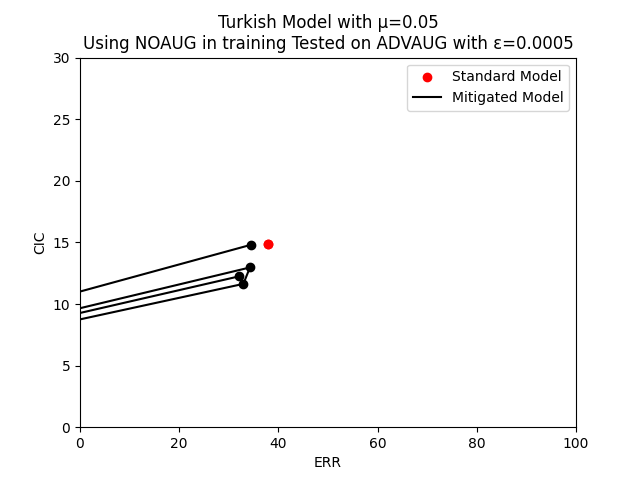 Turkish Model with μ=0.05
Using NOAUG in training Tested on ADVAUG with ε=0.0005
30
25
20
15
10
5
0
CIC
Standard Model
Mitigated Model
0 20 40 60 80 100
ERR